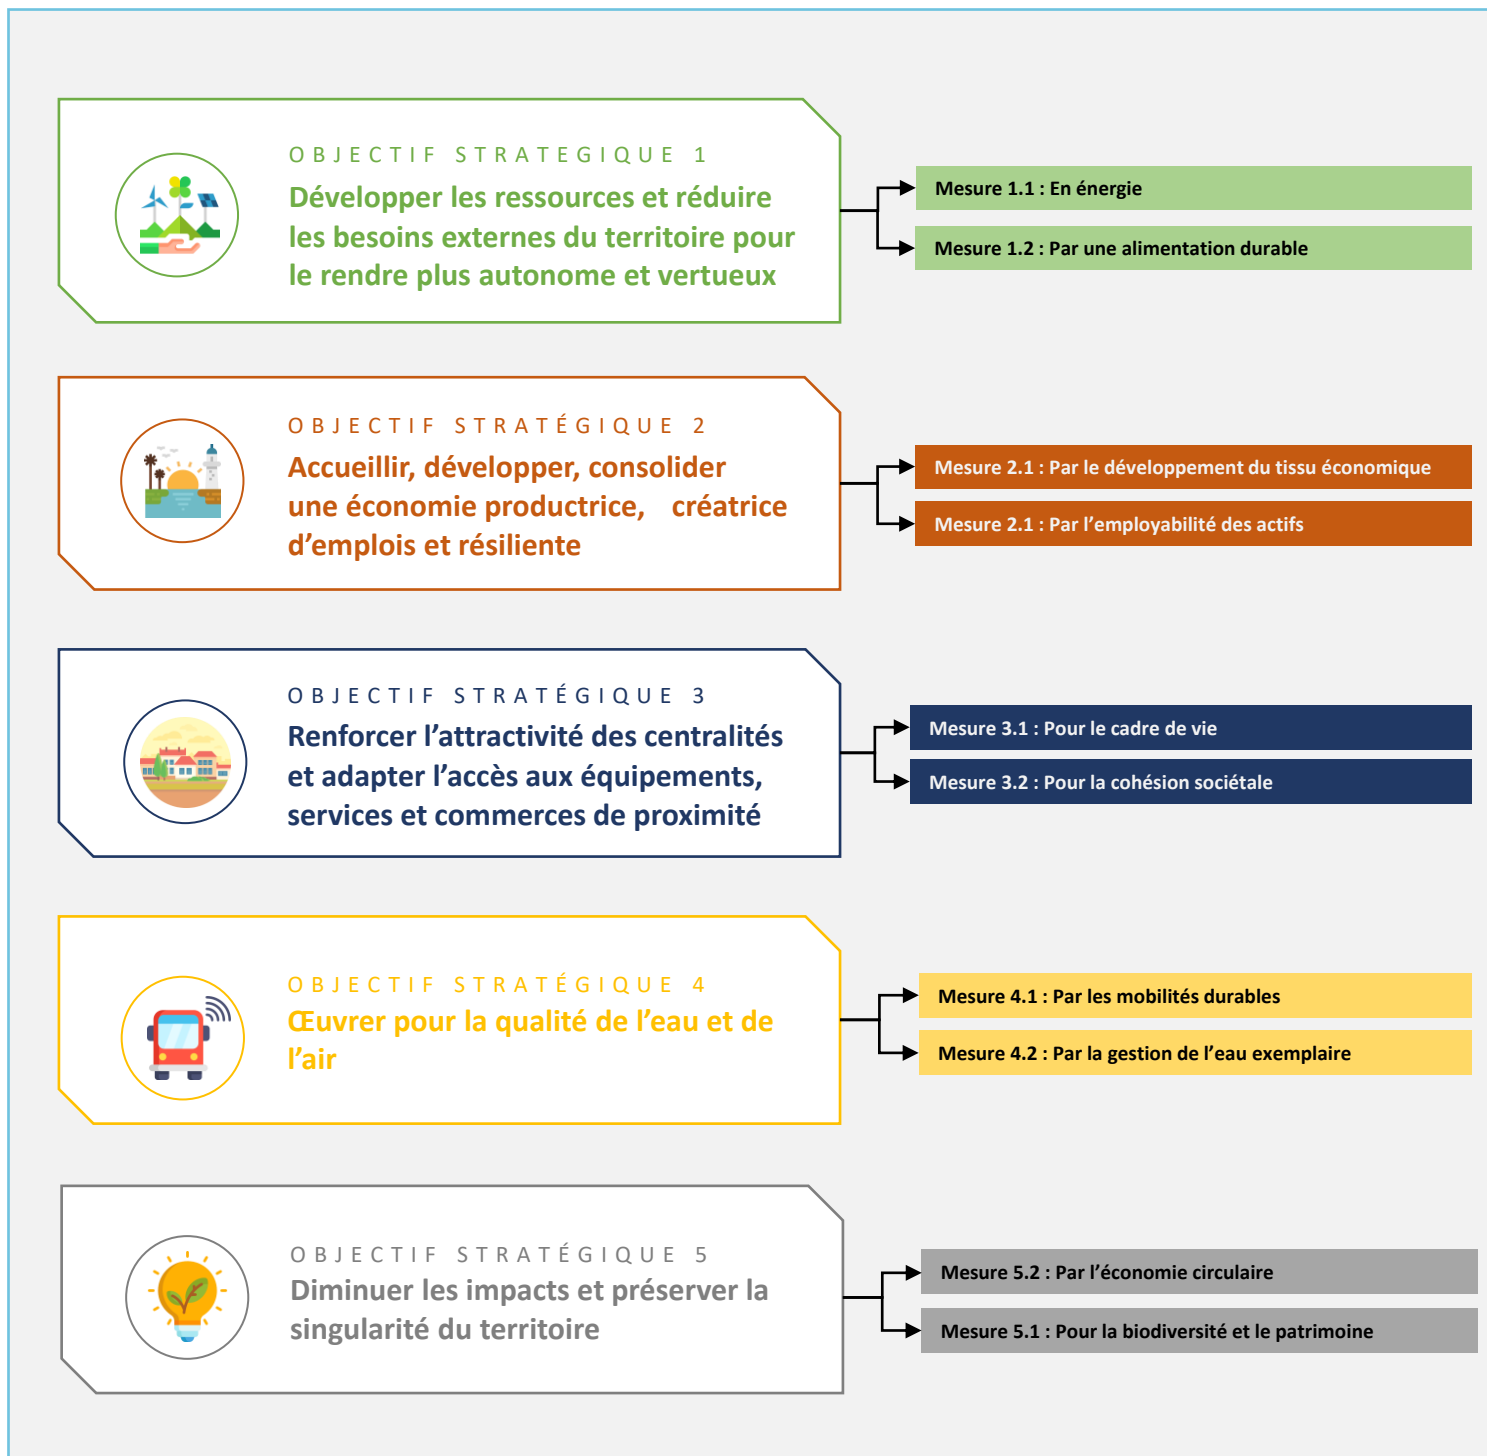 OBJECTIF STRATEGIQUE 1
Développer les ressources et réduire
les besoins externes du territoire pour
le rendre plus autonome et vertueux
Mesure 1.1 : En énergie
Mesure 1.2 : Par une alimentation durable
OBJECTIF STRATÉGIQUE 2
Accueillir, développer, consolider
une économie productrice, créatrice
d’emplois et résiliente
Mesure 2.1 : Par le développement du tissu économique
Mesure 2.1 : Par l’employabilité des actifs
OBJECTIF STRATÉGIQUE 3
Renforcer l’attractivité des centralités
et adapter l’accès aux équipements,
services et commerces de proximité
Mesure 3.1 : Pour le cadre de vie
Mesure 3.2 : Pour la cohésion sociétale
OBJECTIF STRATÉGIQUE 4
Œuvrer pour la qualité de l’eau et de
l’air
Mesure 4.1 : Par les mobilités durables
Mesure 4.2 : Par la gestion de l’eau exemplaire
OBJECTIF STRATÉGIQUE 5
Diminuer les impacts et préserver la
singularité du territoire
Mesure 5.2 : Par l’économie circulaire
Mesure 5.1 : Pour la biodiversité et le patrimoine